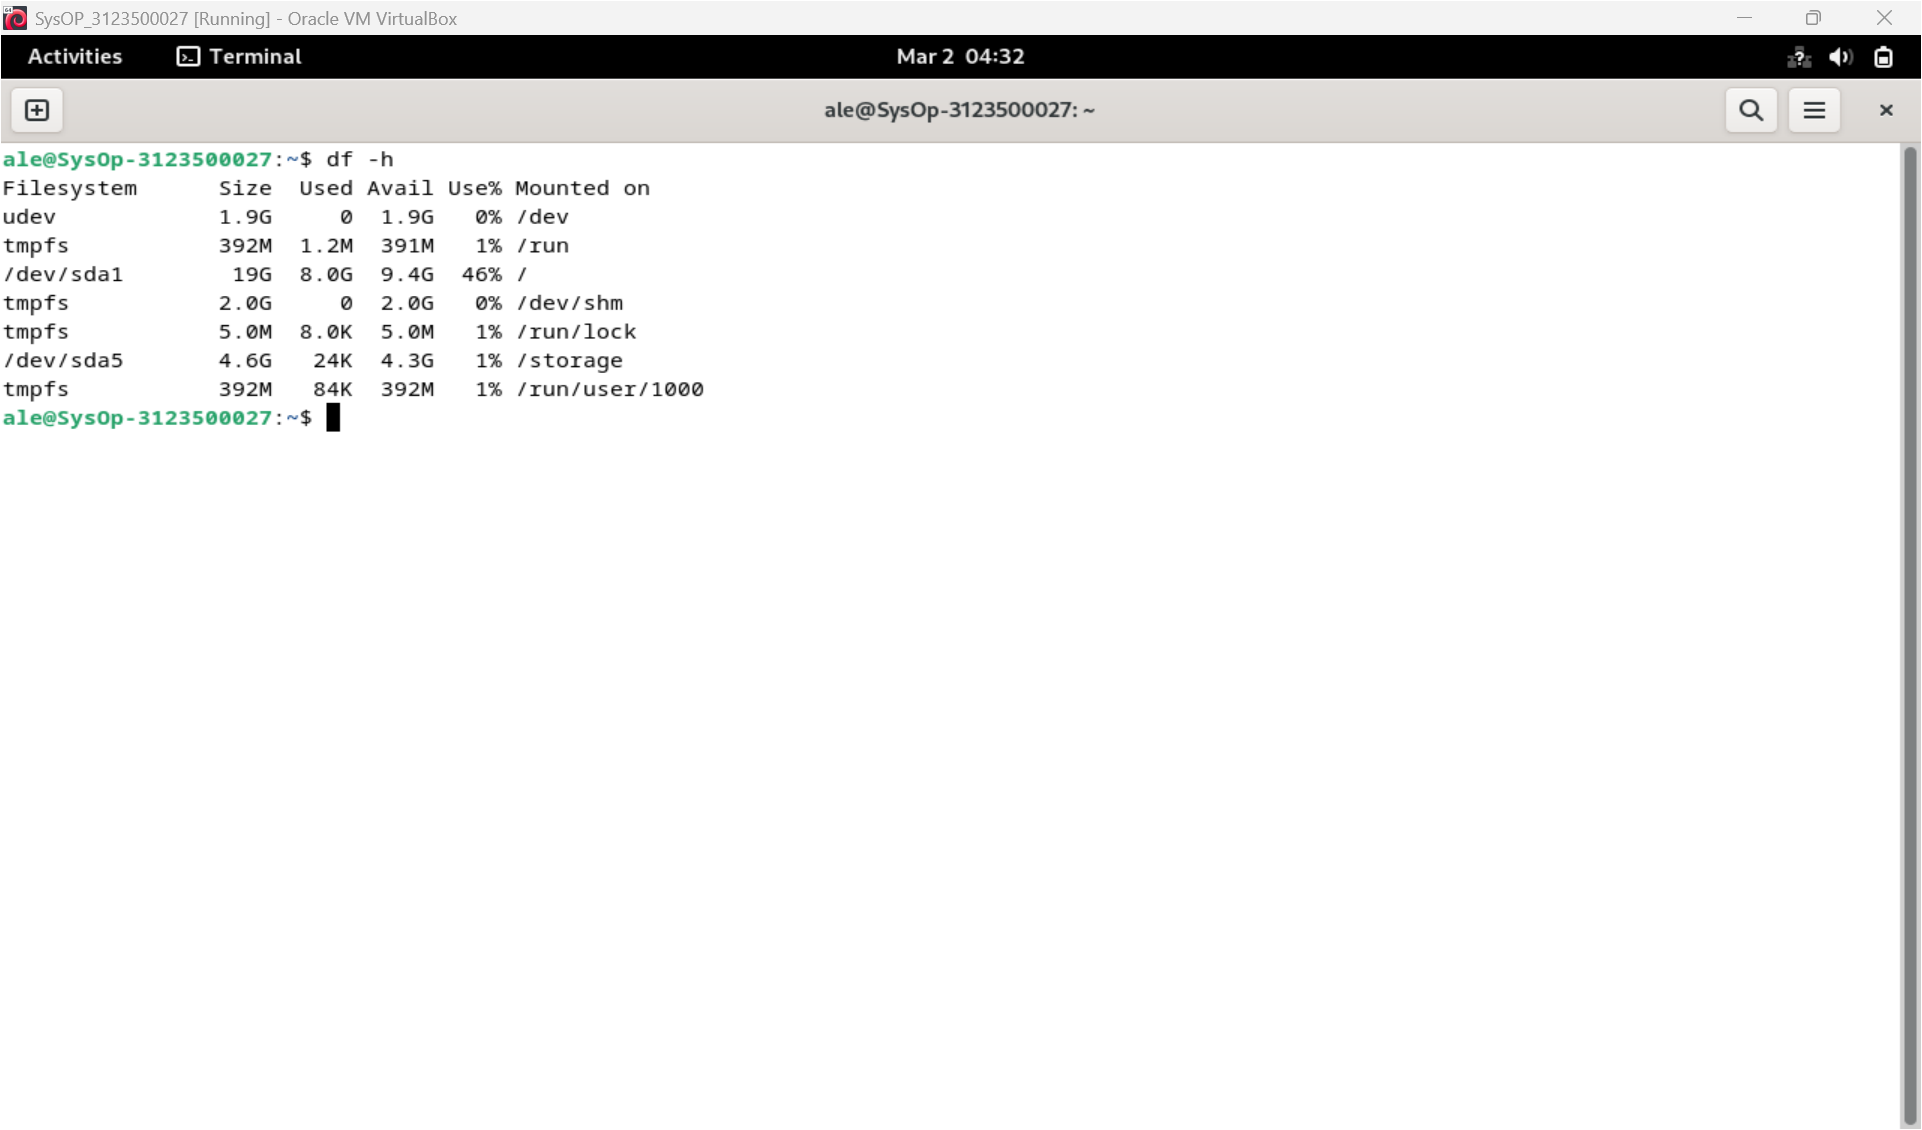 SysOP_3123500027 [Running] - Oracle VM VirtualBox
Activities Terminal Mar 2 04:32
ale@SysOp-3123500027: ~
ale@SysOp-3123500027:~$ df -h
Filesystem      Size  Used Avail Use% Mounted on
udev            1.9G     0  1.9G   0% /dev
tmpfs           392M  1.2M  391M   1% /run
/dev/sda1        19G  8.0G  9.4G  46% /
tmpfs           2.0G     0  2.0G   0% /dev/shm
tmpfs           5.0M  8.0K  5.0M   1% /run/lock
/dev/sda5       4.6G   24K  4.3G   1% /storage
tmpfs           392M   84K  392M   1% /run/user/1000
ale@SysOp-3123500027:~$